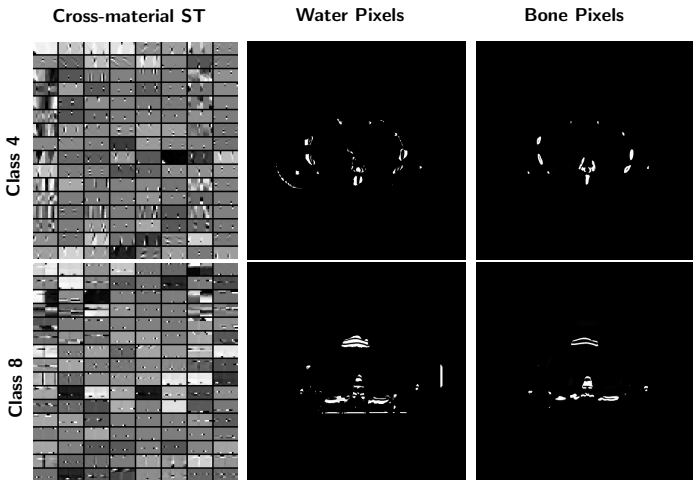 Cross-material ST
Water Pixels
Bone Pixels
Class 4
Class 8